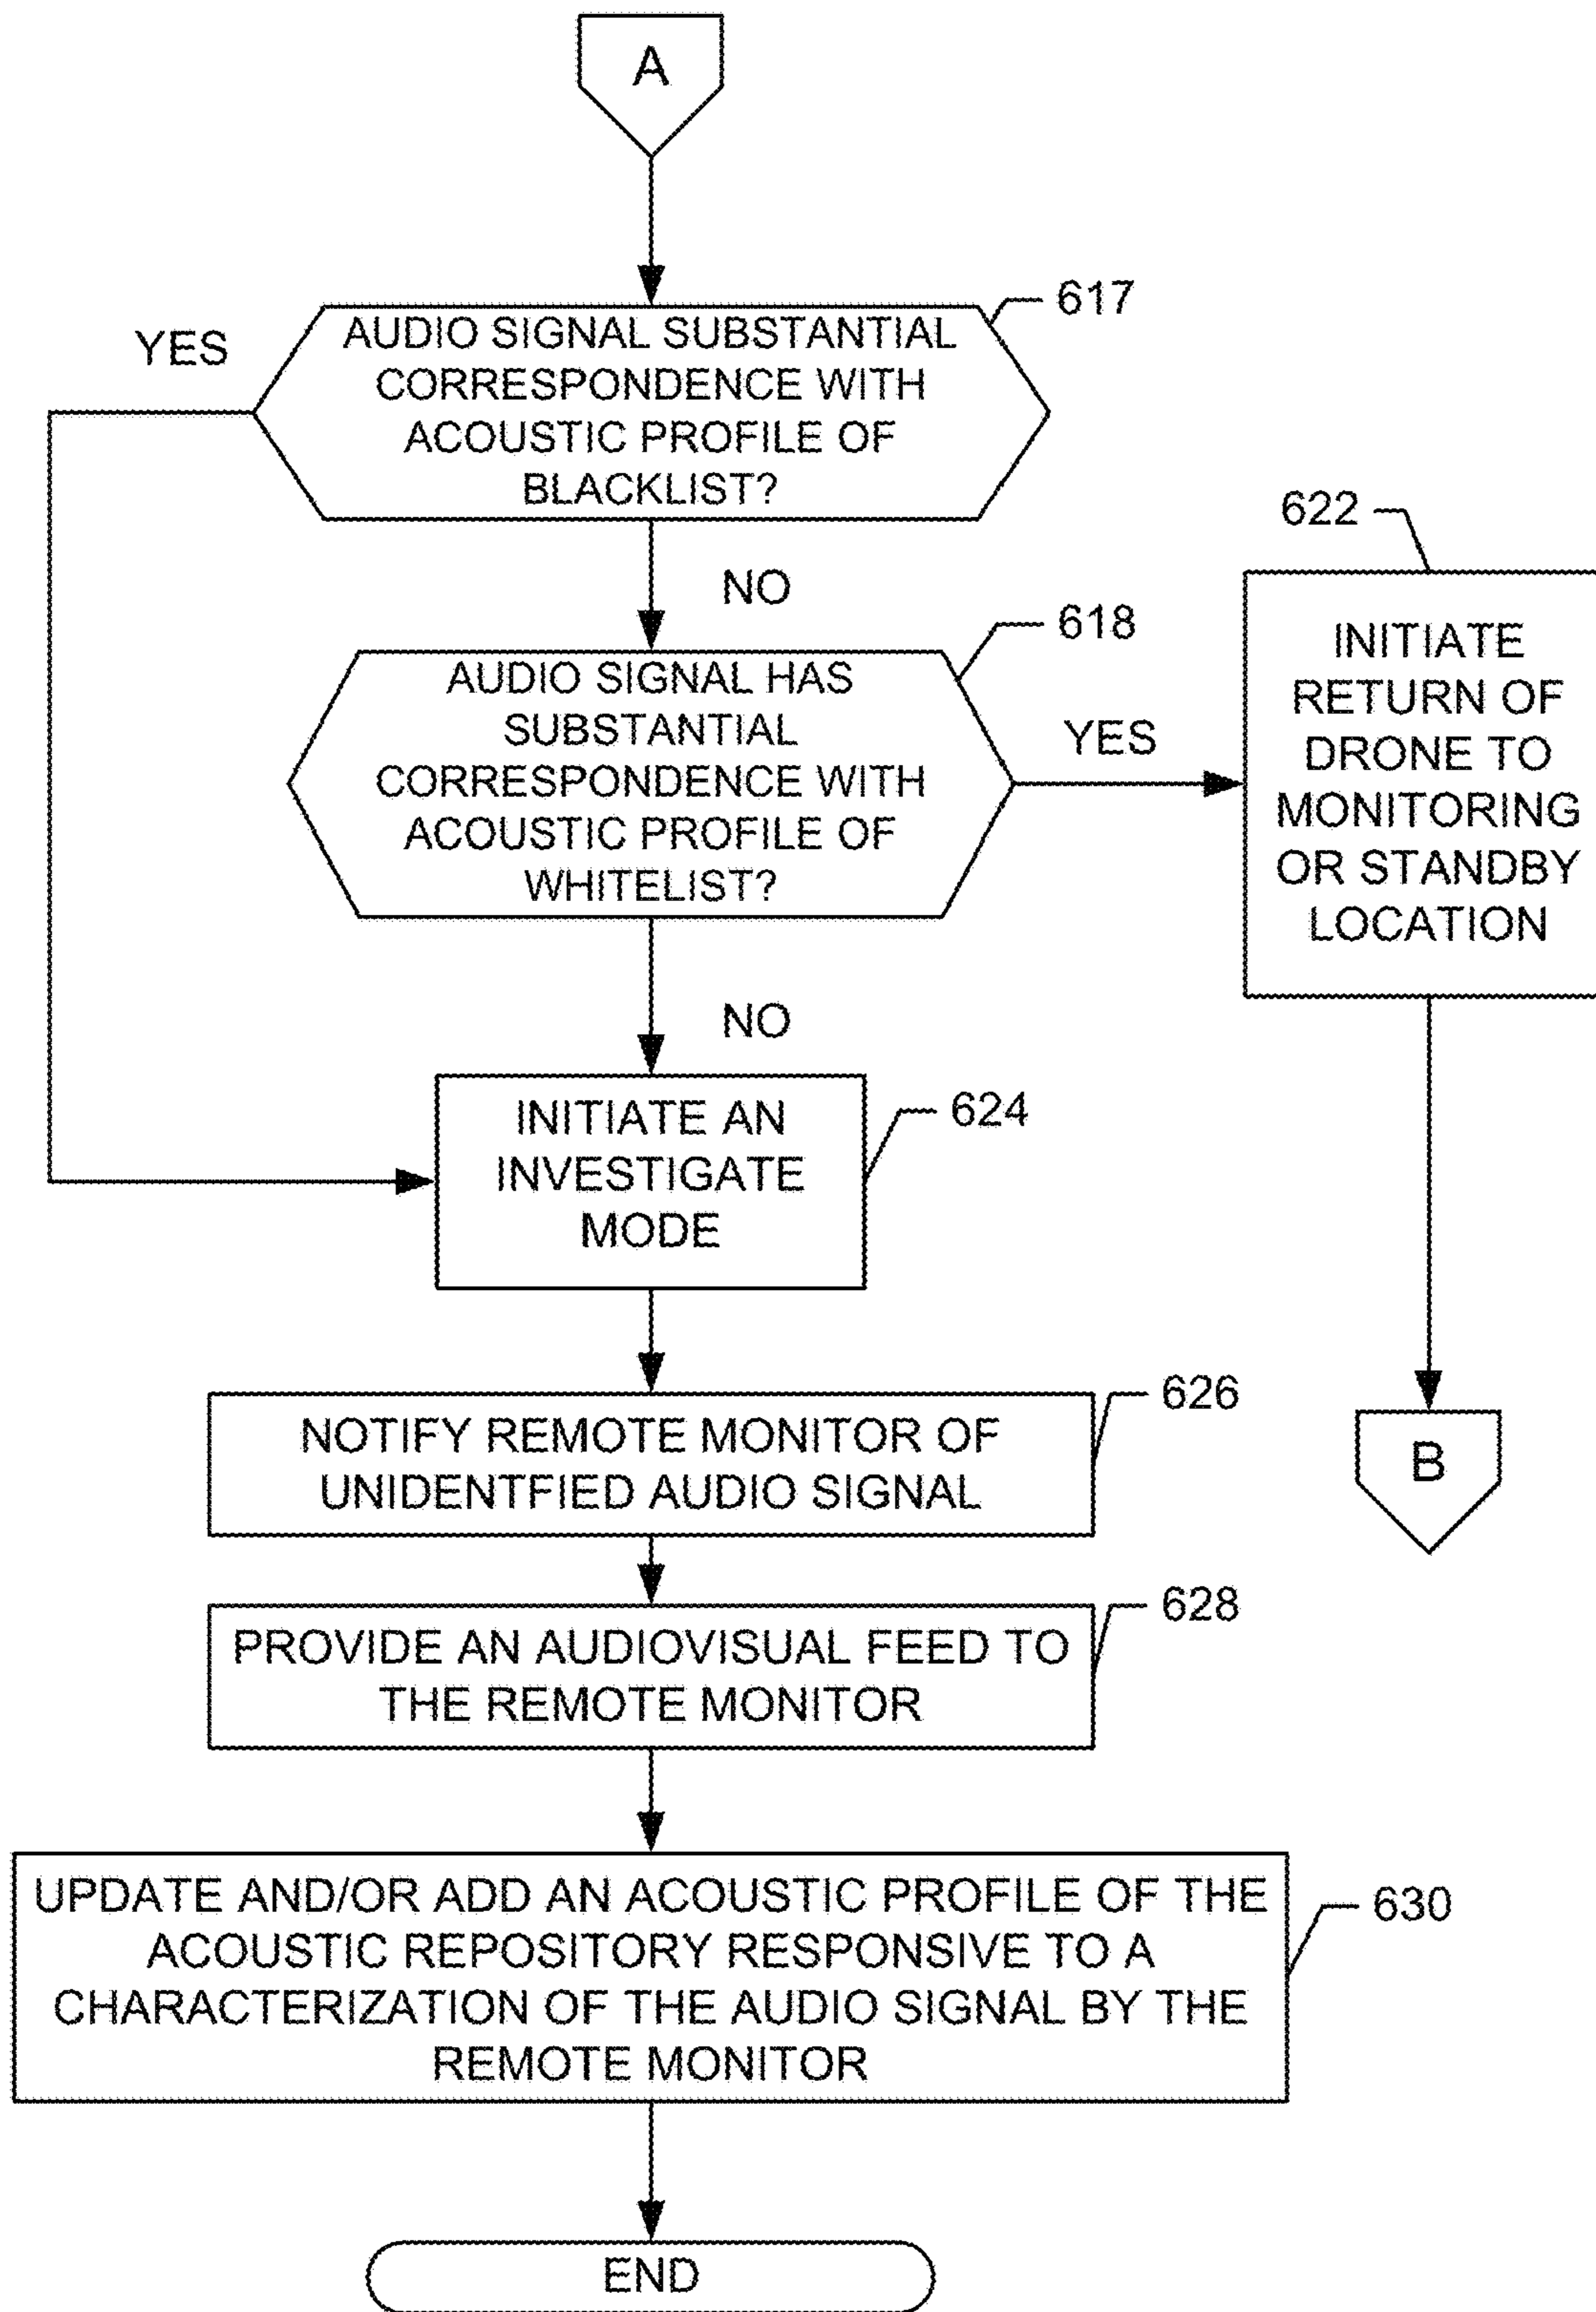 A
617
YES
AUDIO SIGNAL SUBSTANTIAL
CORRESPONDENCE WITH
ACOUSTIC PROFILE OF
BLACKLIST?
NO
618
AUDIO SIGNAL HAS
SUBSTANTIAL
CORRESPONDENCE WITH
ACOUSTIC PROFILE OF
WHITELIST?
YES
622
INITIATE
RETURN OF
DRONE TO
MONITORING
OR STANDBY
LOCATION
NO
INITIATE AN
INVESTIGATE
MODE
624
NOTIFY REMOTE MONITOR OF
UNIDENTFIED AUDIO SIGNAL
626
B
PROVIDE AN AUDIOVISUAL FEED TO
THE REMOTE MONITOR
628
UPDATE AND/OR ADD AN ACOUSTIC PROFILE OF THE
ACOUSTIC REPOSITORY RESPONSIVE TO A
CHARACTERIZATION OF THE AUDIO SIGNAL BY THE
REMOTE MONITOR
630
END